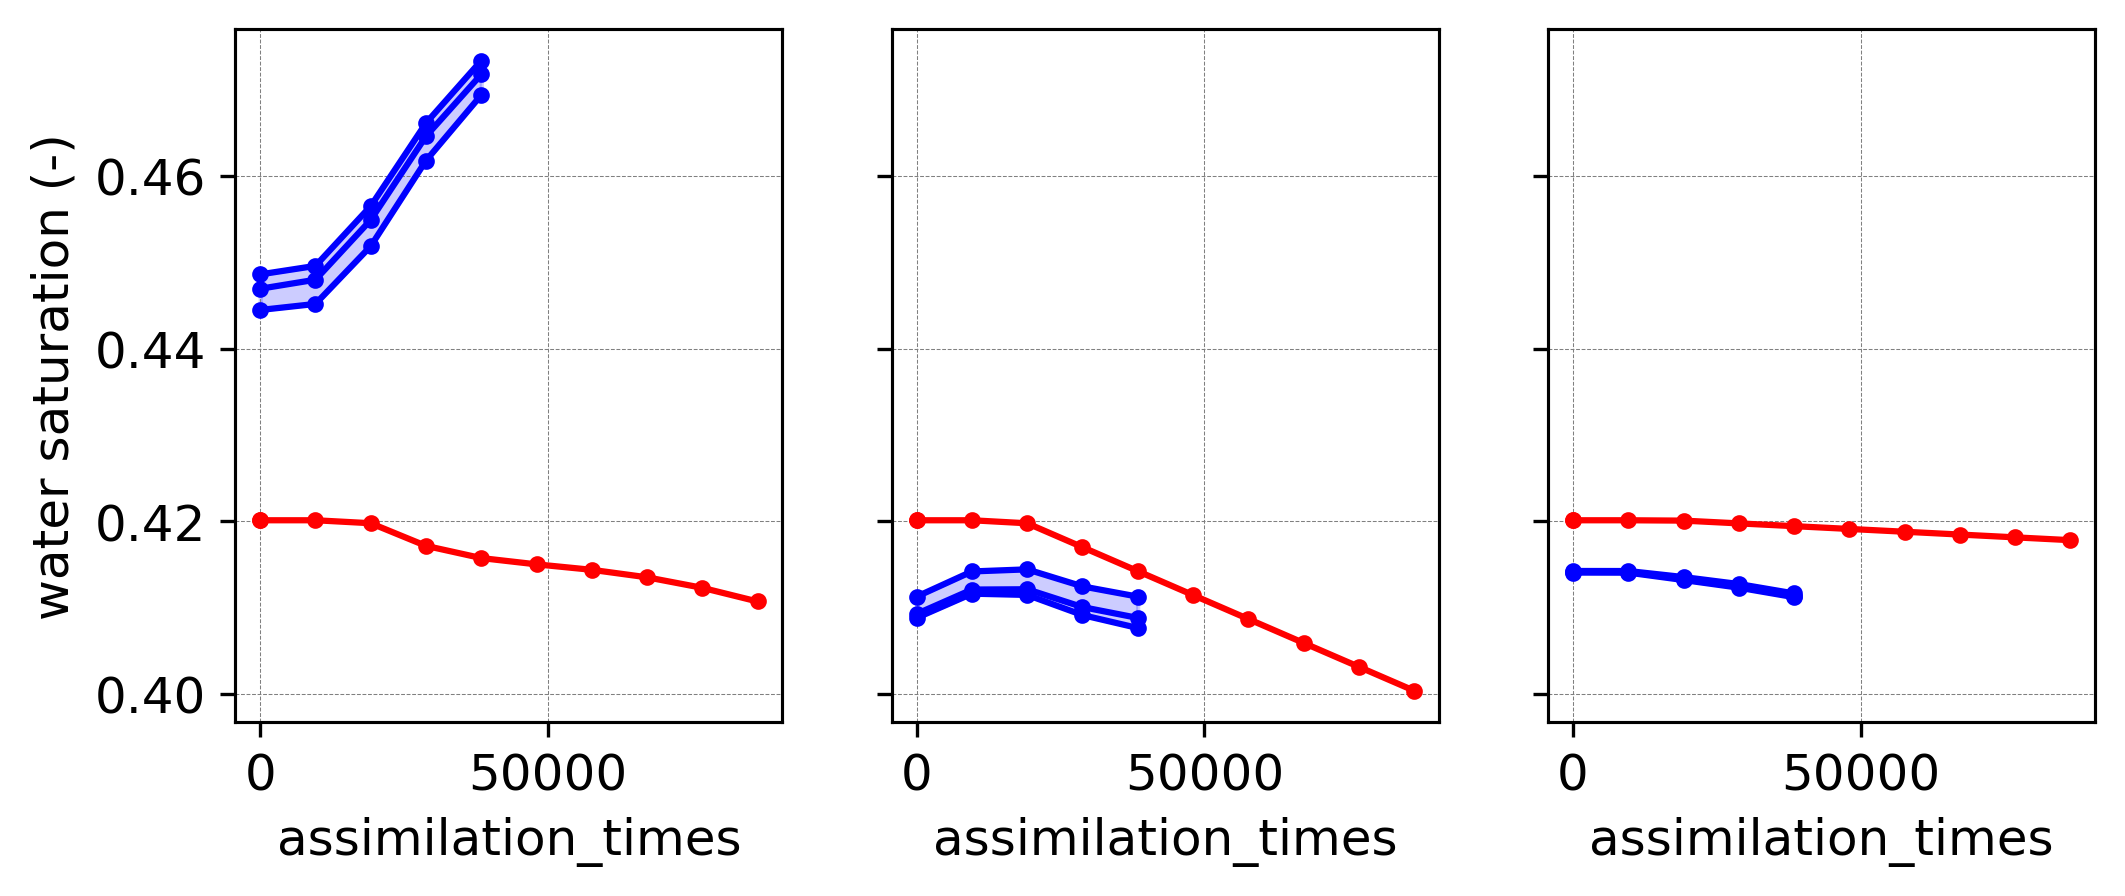 water saturation (-)
0.46
0.44
0.42
0.40
0 50000
assimilation_times
0 50000
assimilation_times
0 50000
assimilation_times